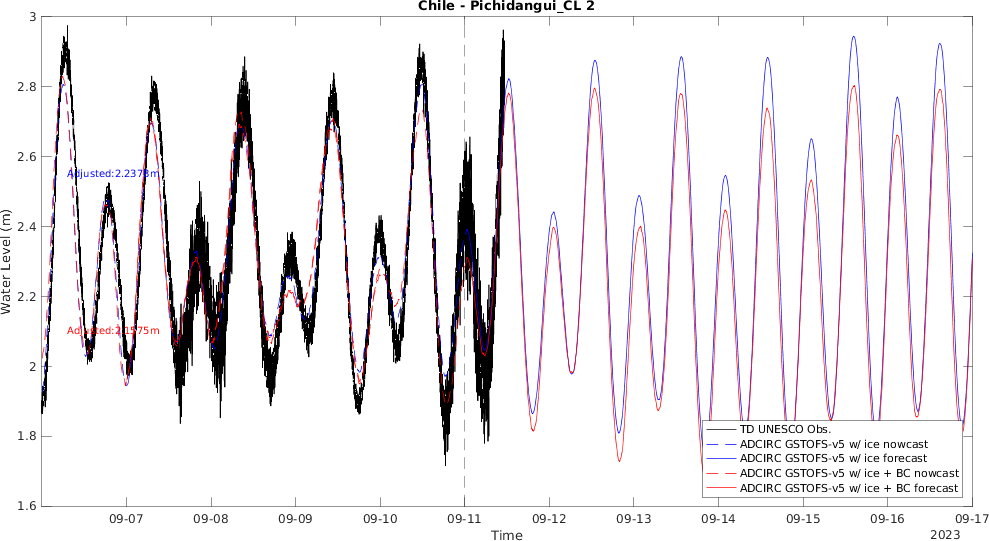 Chile - Pichidangui_CL 2
3
2.8
2.6
2.4
2.2
2
1.8
1.6
Water Level (m)
Adjusted:2.2373m
Adjusted:2.1575m
TD UNESCO Obs.
ADCIRC GSTOFS-v5 w/ ice nowcast
ADCIRC GSTOFS-v5 w/ ice forecast
ADCIRC GSTOFS-v5 w/ ice + BC nowcast
ADCIRC GSTOFS-v5 w/ ice + BC forecast
09-07 09-08 09-09 09-10 09-11 09-12 09-13 09-14 09-15 09-16 09-17
Time
2023